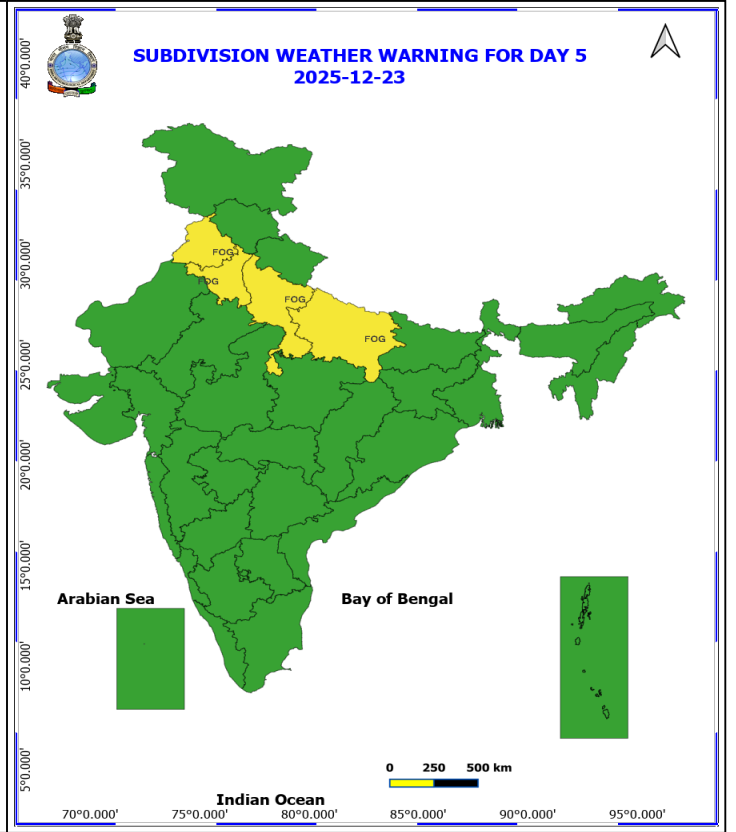 SUBDIVISION WEATHER WARNING FOR DAY 5
2025-12-23
40°0.000'
35°0.000'
30°0.000'
25°0.000'
20°0.000'
15°0.000'
10°0.000'
5°0.000'
FOG
FOG
FOG
FOG
Arabian Sea
Bay of Bengal
0 250 500 km
Indian Ocean
70°0.000' 75°0.000' 80°0.000' 85°0.000' 90°0.000' 95°0.000'